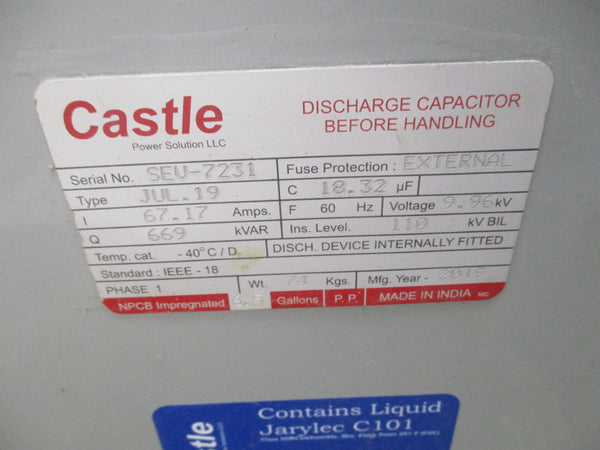 Castle
Power Solution LLC
DISCHARGE CAPACITOR
BEFORE HANDLING
Serial No. SEV-7231 Fuse Protection : EXTERNAL
Type JUL.19 C 18.32 µF
I 67.17 Amps. F 60 Hz Voltage 9.96 kV
Q 669 kVAR Ins. Level. 110 kV BIL
Temp. cat. - 40°C / D DISCH. DEVICE INTERNALLY FITTED
Standard : IEEE - 18
PHASE 1 Wt. 74 Kgs. Mfg. Year - 2019
NPCB Impregnated Gallons P. P. MADE IN INDIA MC
Contains Liquid
Jarylec C101